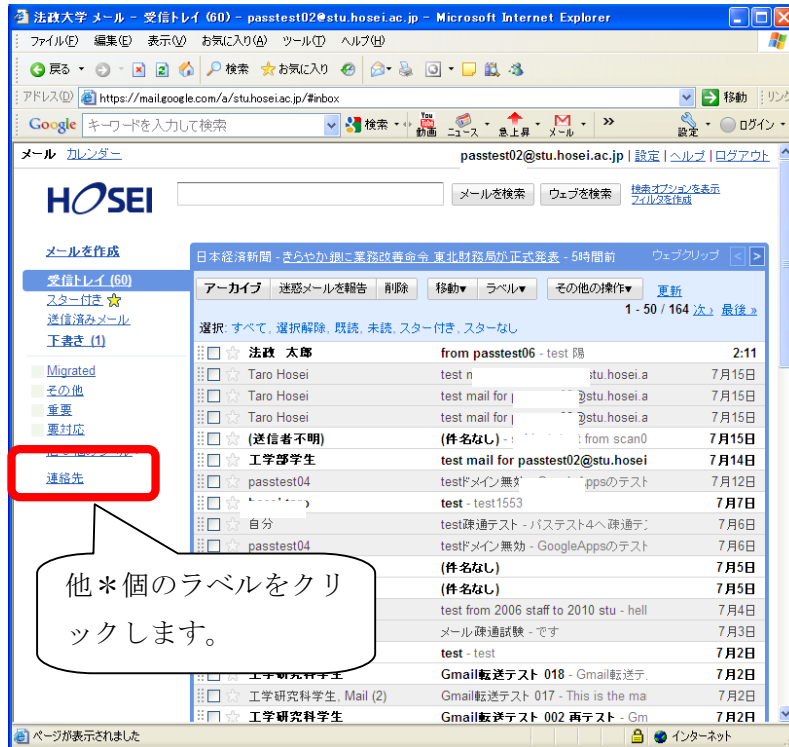 法政大学 メール - 受信トレイ (60) - passtest02@stu.hosei.ac.jp - Microsoft Internet Explorer
ファイル(F) 編集(E) 表示(V) お気に入り(A) ツール(T) ヘルプ(H)
戻る 検索 お気に入り
アドレス(D) https://mail.google.com/a/stu.hosei.ac.jp/#inbox 移動 リンク
Google キーワードを入力して検索 検索 You 動画 ニュース 急上昇 メール » 設定 ログイン
メール カレンダー passtest02@stu.hosei.ac.jp | 設定 | ヘルプ | ログアウト
HOSEI メールを検索 ウェブを検索 検索オプションを表示
フィルタを作成
メールを作成
日本経済新聞 - きらやか銀に業務改善命令 東北財務局が正式発表 - 5時間前 ウェブクリップ < >
受信トレイ (60)
スター付き
送信済みメール
下書き (1)
Migrated
その他
重要
要対応
連絡先
アーカイブ 迷惑メールを報告 削除 移動▼ ラベル▼ その他の操作▼ 更新
1 - 50 / 164 次 › 最後 »
選択: すべて, 選択解除, 既読, 未読, スター付き, スターなし
法政 太郎 from passtest06 - test 陽 2:11
Taro Hosei test stu.hosei.a 7月15日
Taro Hosei test mail for @stu.hosei.a 7月15日
Taro Hosei test mail for @stu.hosei.a 7月15日
(送信者不明) (件名なし) - from scan0 7月15日
工学部学生 test mail for passtest02@stu.hosei 7月14日
passtest04 testドメイン無効 ppsのテスト 7月12日
test - test1553 7月7日
自分 test疎通テスト - パステスト4へ疎通テ 7月6日
passtest04 testドメイン無効 - GoogleAppsのテスト 7月6日
(件名なし) 7月5日
(件名なし) 7月5日
test from 2006 staff to 2010 stu - hell 7月4日
メール疎通試験 - です 7月3日
test - test 7月2日
工学研究科学生 Gmail転送テスト 018 - Gmail転送テ 7月2日
工学研究科学生, Mail (2) Gmail転送テスト 017 - This is the ma 7月2日
工学研究科学生 Gmail転送テスト 002 再テスト - Gm 7月2日
他＊個のラベルをクリ
ックします。
ページが表示されました インターネット